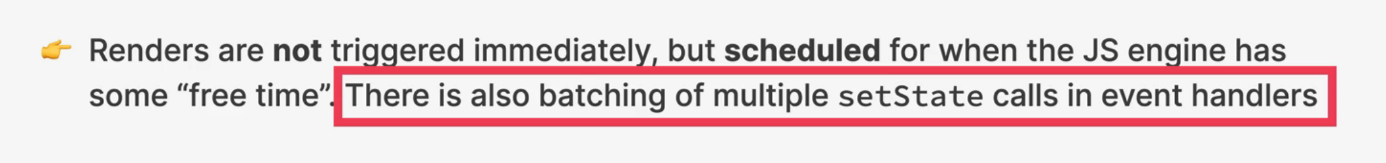 👉 Renders are not triggered immediately, but scheduled for when the JS engine has
some “free time”. There is also batching of multiple setState calls in event handlers